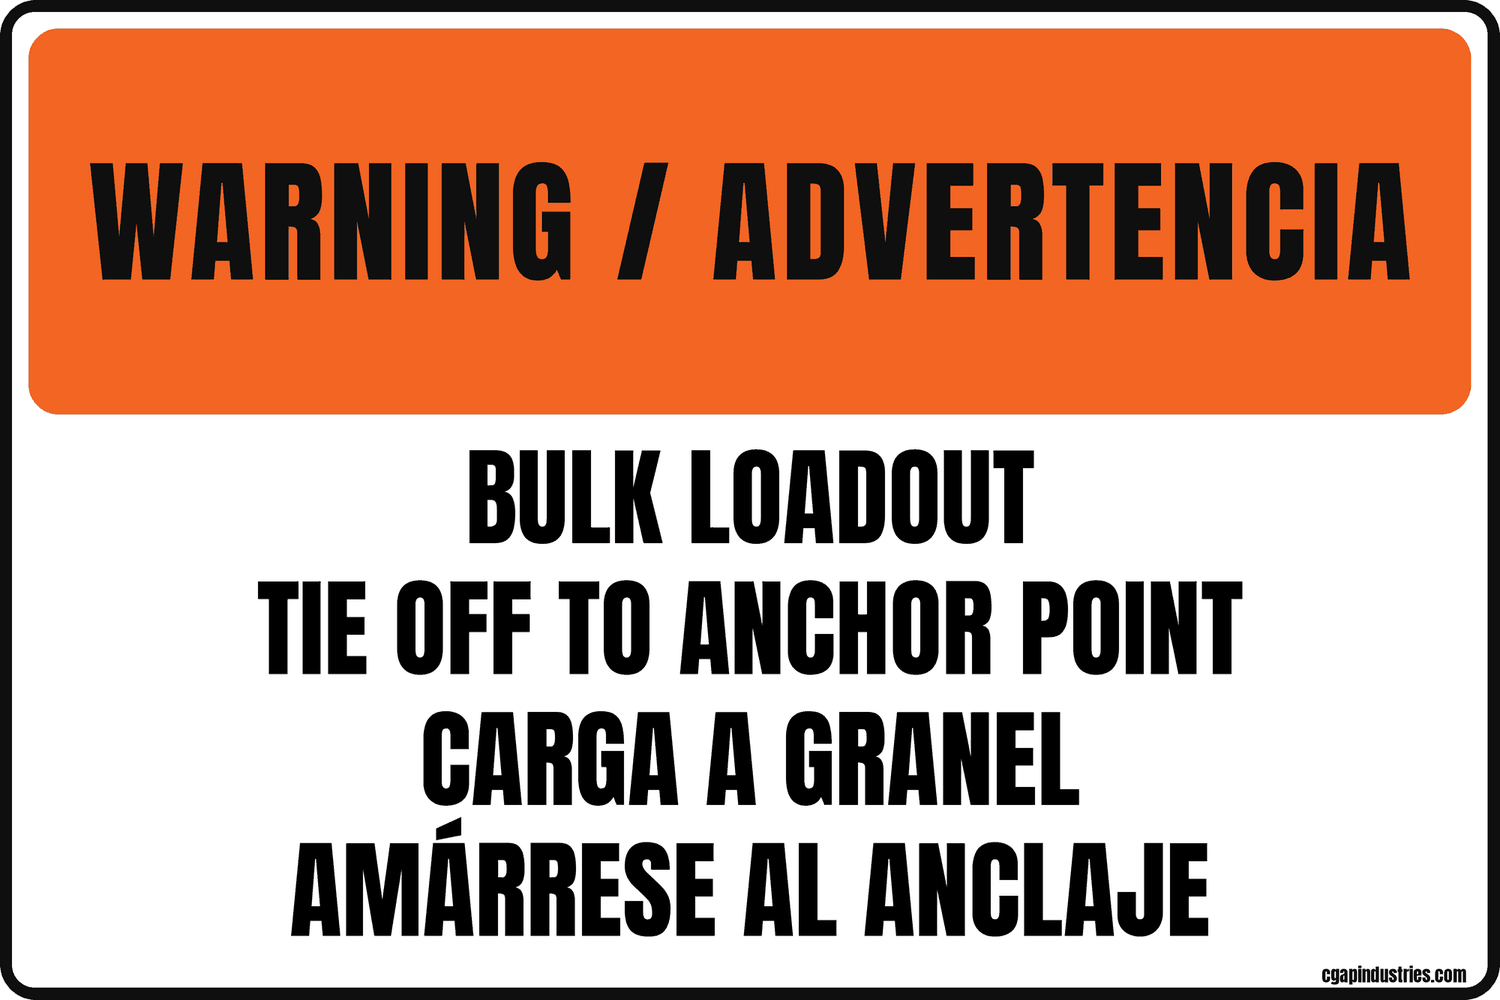 WARNING / ADVERTENCIA
BULK LOADOUT
TIE OFF TO ANCHOR POINT
CARGA A GRANEL
AMÁRRESE AL ANCLAJE
cgapindustries.com